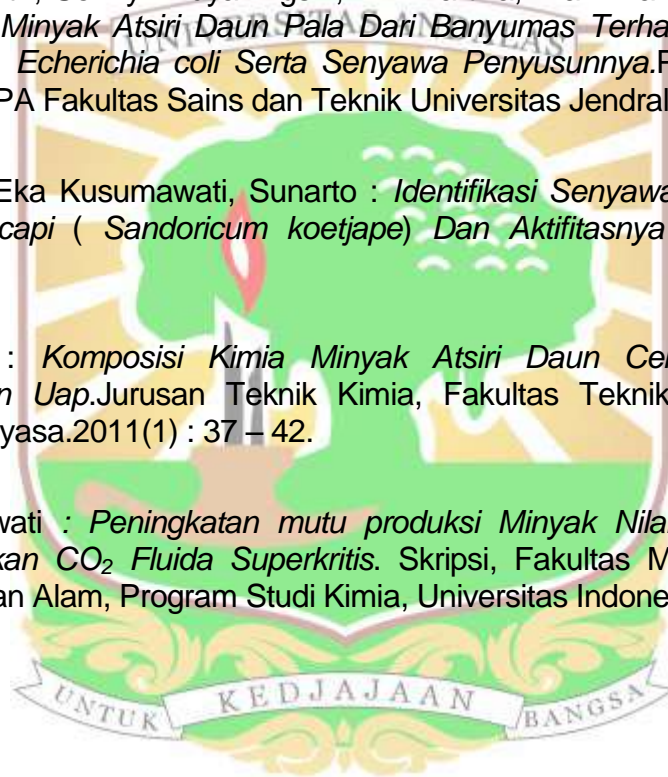 UNIVERSITAS ANDALAS
Minyak Atsiri Daun Pala Dari Banyumas Terha
Echerichia coli Serta Senyawa Penyusunnya.
PA Fakultas Sains dan Teknik Universitas Jendral
Eka Kusumawati, Sunarto : Identifikasi Senyawa
capi ( Sandoricum koetjape) Dan Aktifitasnya
: Komposisi Kimia Minyak Atsiri Daun Ce
n Uap.Jurusan Teknik Kimia, Fakultas Teknik
yasa.2011(1) : 37 – 42.
wati : Peningkatan mutu produksi Minyak Nila
kan CO₂ Fluida Superkritis. Skripsi, Fakultas M
an Alam, Program Studi Kimia, Universitas Indone
UNTUK KEDJAJAAN BANGSA